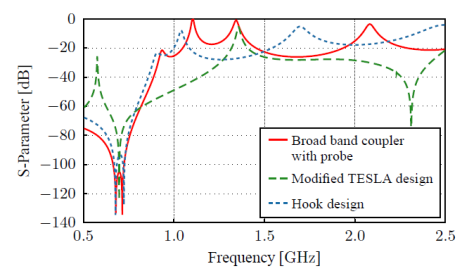 0
−20
−40
−60
−80
−100
−120
−140
S-Parameter [dB]
Broad band coupler
with probe
Modified TESLA design
Hook design
0.5
1.0
1.5
2.0
2.5
Frequency [GHz]